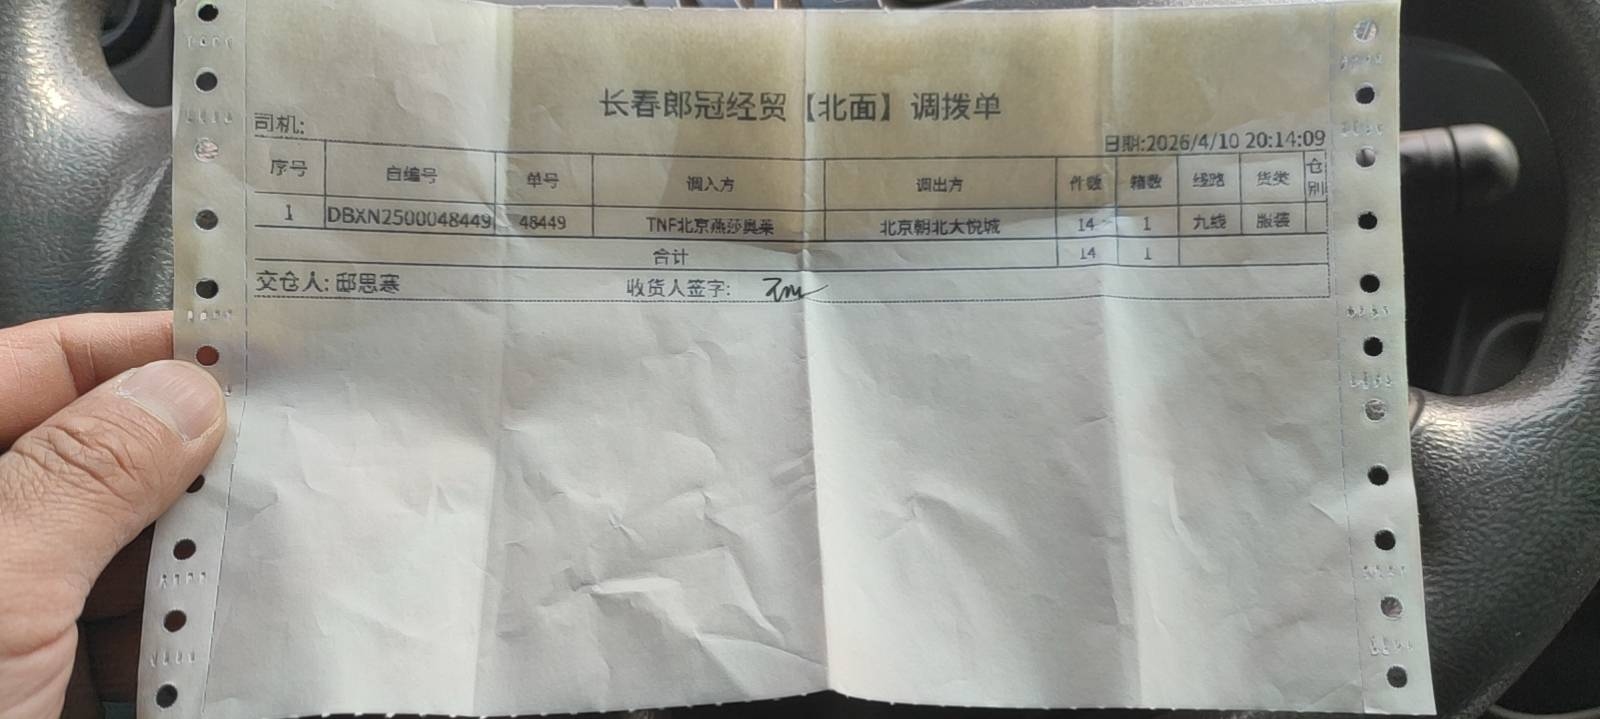 长春郎冠经贸【北面】调拨单
司机:
日期:2026/4/10 20:14:09
序号 自编号 单号 调入方 调出方 件数 箱数 线路 货类 仓别
1 DBXN2500048449 48449 TNF北京燕莎奥莱 北京朝北大悦城 14 1 九线 服装
合计 14 1
交仓人: 邸思寒 收货人签字: